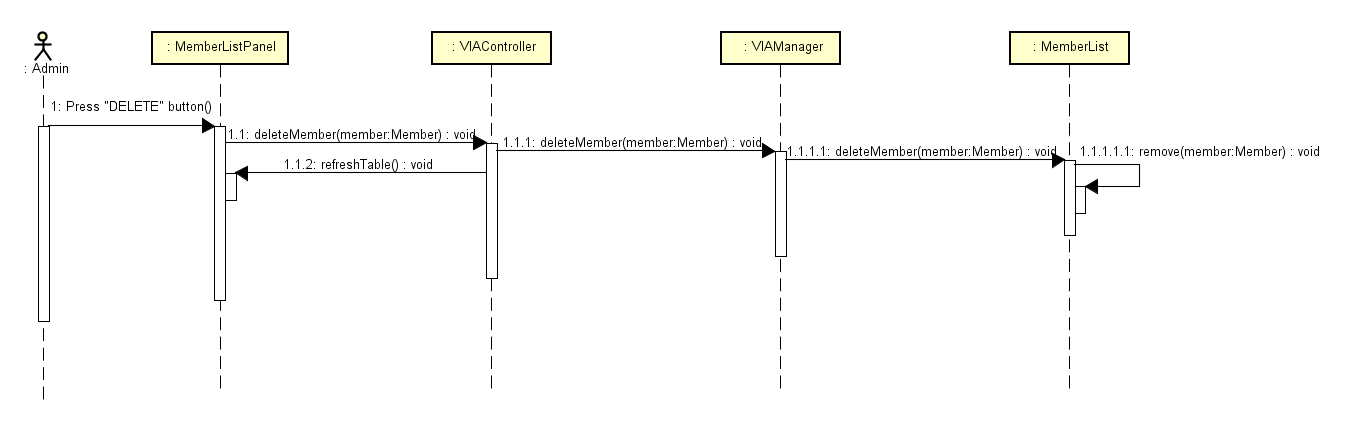 : Admin
: MemberListPanel
: VIAController
: VIAManager
: MemberList
1: Press "DELETE" button()
1.1: deleteMember(member:Member) : void
1.1.1: deleteMember(member:Member) : void
1.1.1.1: deleteMember(member:Member) : void
1.1.1.1.1: remove(member:Member) : void
1.1.2: refreshTable() : void